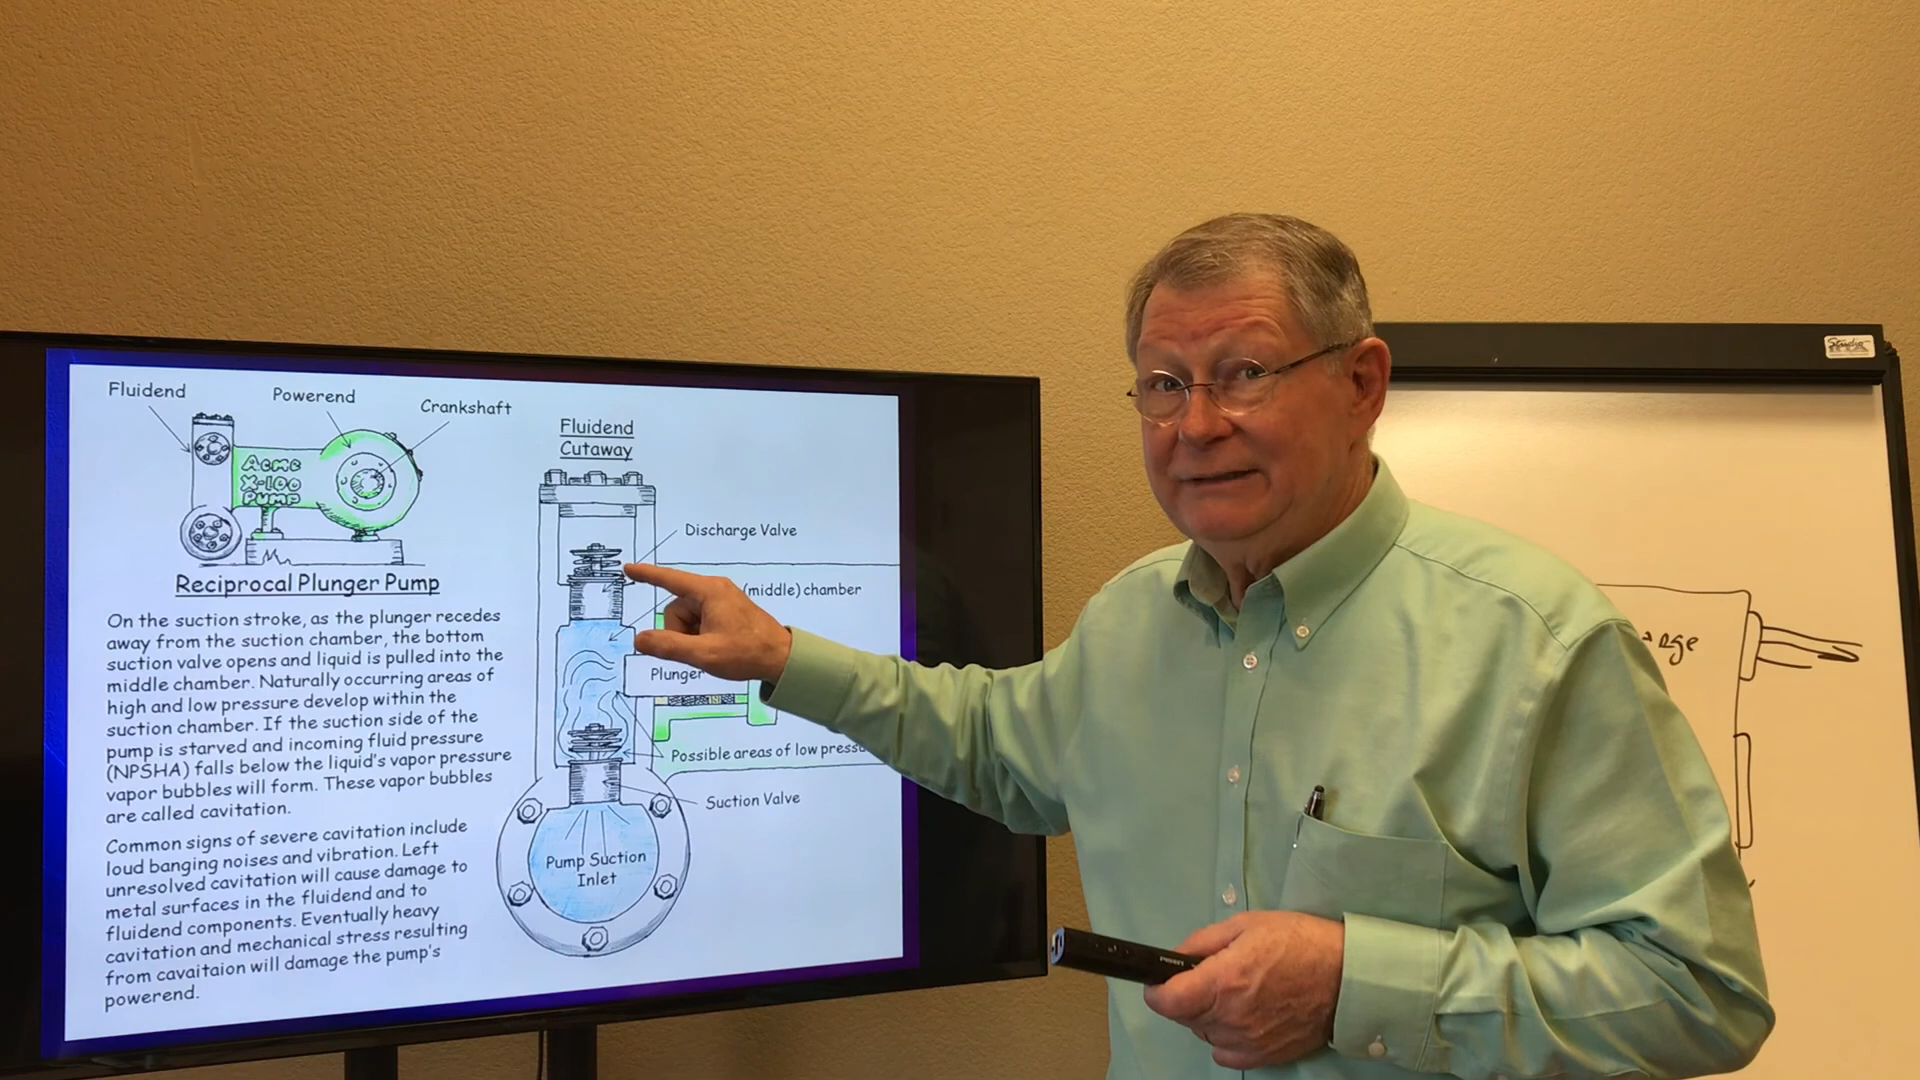 Fluidend
Powerend
Crankshaft
Acme
X-100
Pump
Reciprocal Plunger Pump
On the suction stroke, as the plunger recedes
away from the suction chamber, the bottom
suction valve opens and liquid is pulled into the
middle chamber. Naturally occurring areas of
high and low pressure develop within the
suction chamber. If the suction side of the
pump is starved and incoming fluid pressure
(NPSHA) falls below the liquid's vapor pressure
vapor bubbles will form. These vapor bubbles
are called cavitation.
Common signs of severe cavitation include
loud banging noises and vibration. Left
unresolved cavitation will cause damage to
metal surfaces in the fluidend and to
fluidend components. Eventually heavy
cavitation and mechanical stress resulting
from cavaitaion will damage the pump's
powerend.
Fluidend
Cutaway
Discharge Valve
(middle) chamber
Plunger
Possible areas of low
Suction Valve
Pump Suction
Inlet
Studio